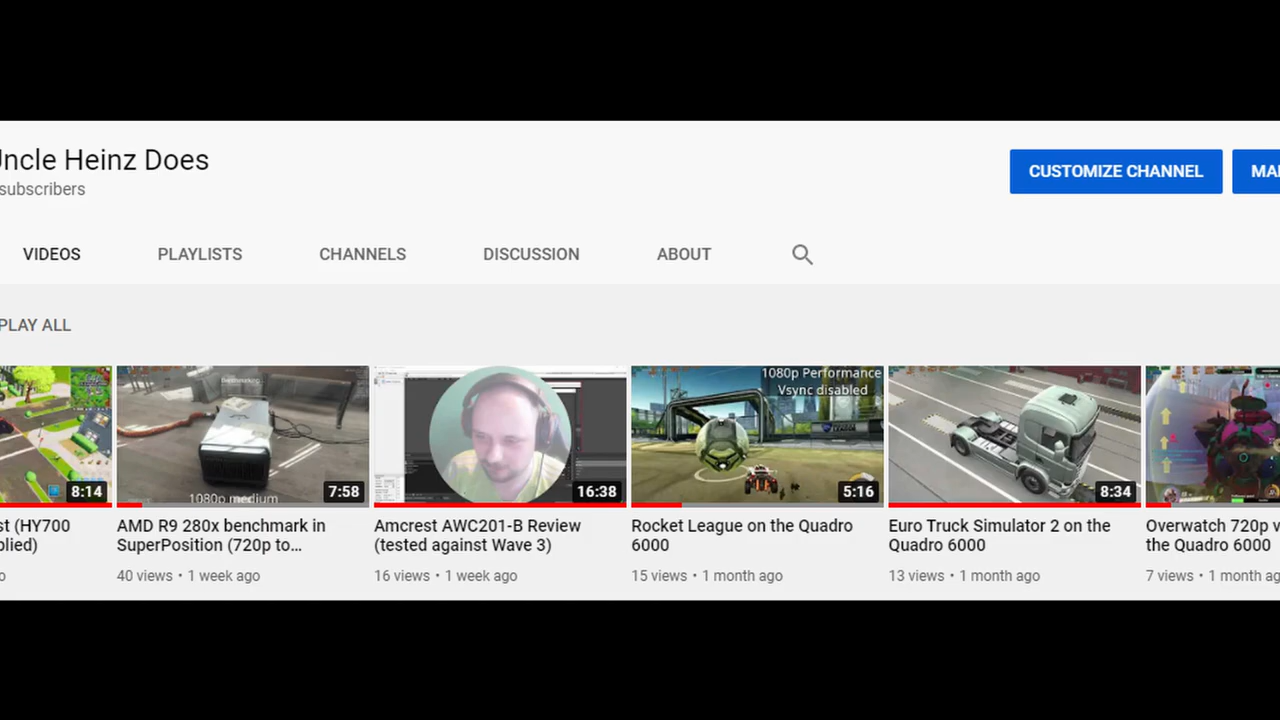 Uncle Heinz Does
subscribers
CUSTOMIZE CHANNEL
VIDEOS
PLAYLISTS
CHANNELS
DISCUSSION
ABOUT
PLAY ALL
8:14
1080p medium
7:58
16:38
1080p Performance
Vsync disabled
5:16
8:34
(HY700
AMD R9 280x benchmark in
SuperPosition (720p to…
40 views • 1 week ago
Amcrest AWC201-B Review
(tested against Wave 3)
16 views • 1 week ago
Rocket League on the Quadro
6000
15 views • 1 month ago
Euro Truck Simulator 2 on the
Quadro 6000
13 views • 1 month ago
Overwatch 720p
the Quadro 6000
7 views • 1 month